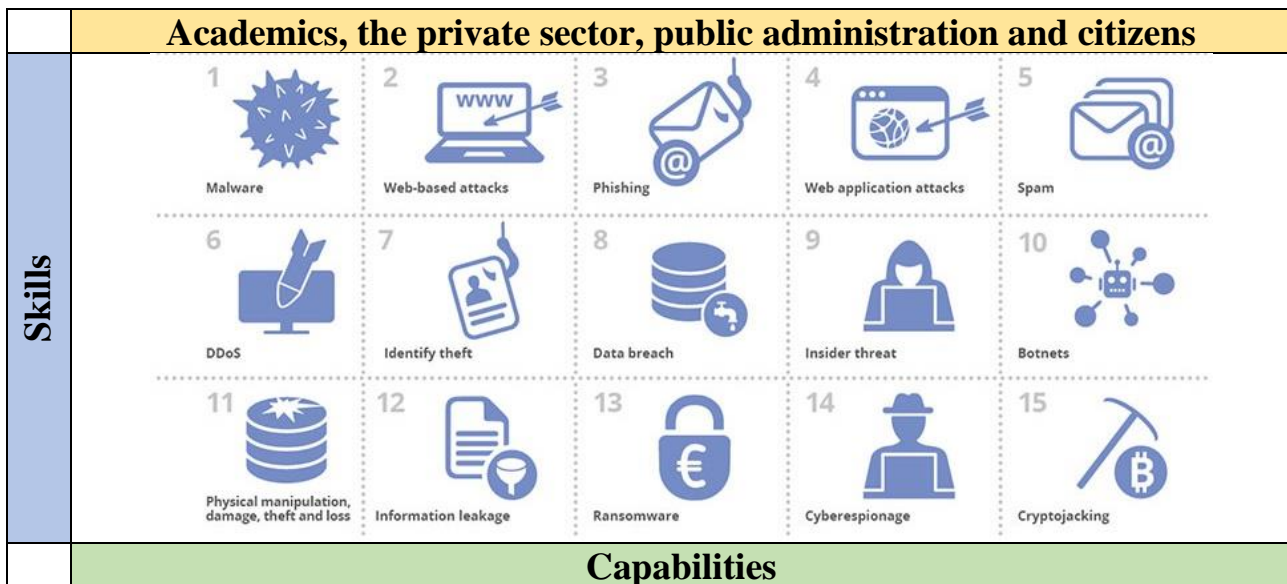 Academics, the private sector, public administration and citizens
Skills
1
2
3
4
5
www
@
@
Malware
Web-based attacks
Phishing
Web application attacks
Spam
6
7
8
9
10
DDoS
Identify theft
Data breach
Insider threat
Botnets
11
12
13
14
15
€
B
Physical manipulation,
damage, theft and loss
Information leakage
Ransomware
Cyberespionage
Cryptojacking
Capabilities